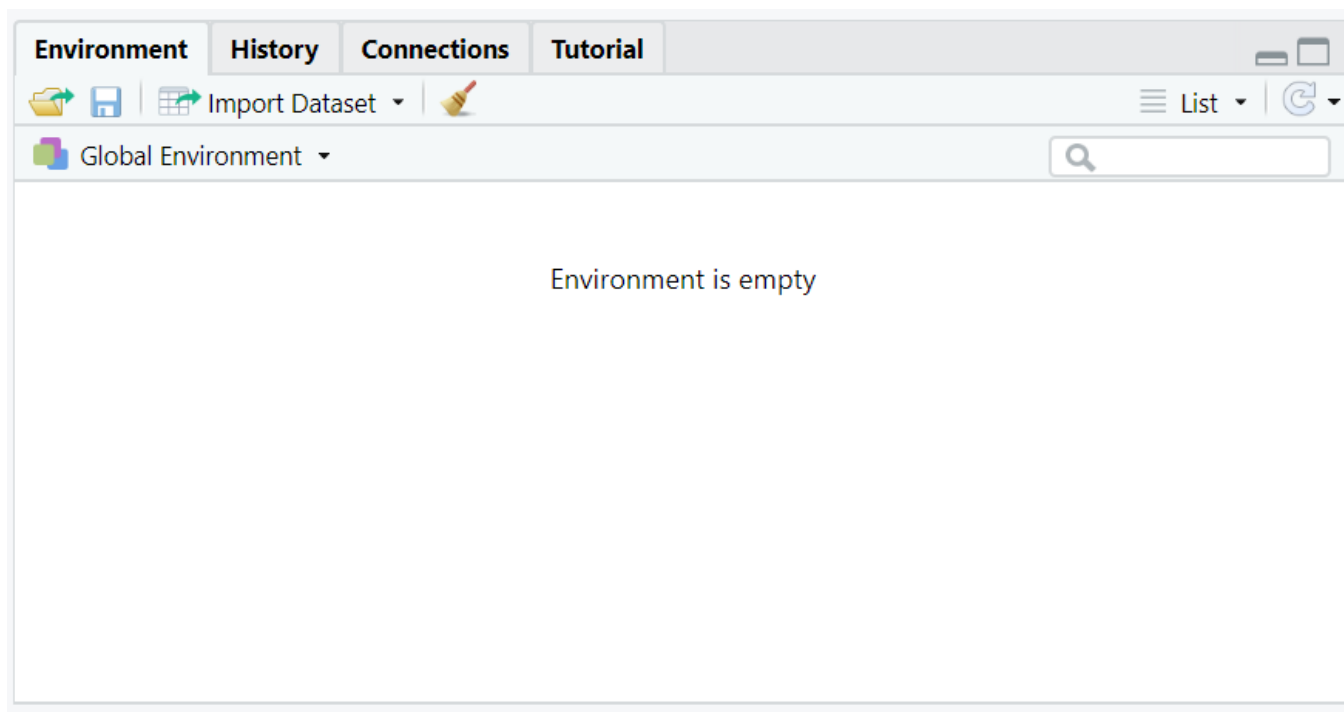 Environment History Connections Tutorial
Import Dataset List
Global Environment
Environment is empty